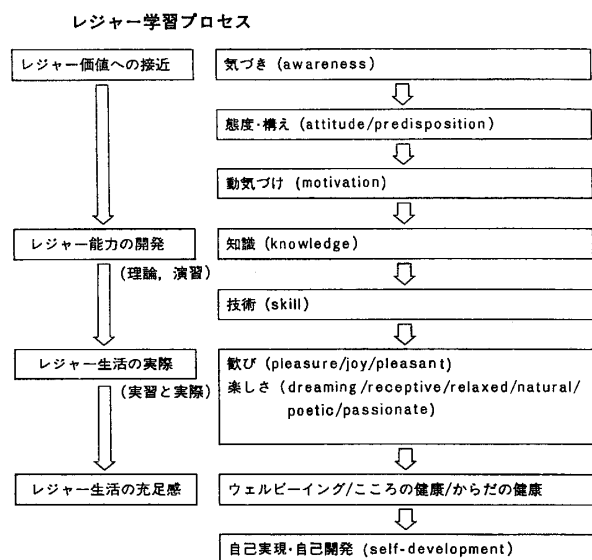 レジャー学習プロセス
レジャー価値への接近
気づき (awareness)
態度・構え (attitude/predisposition)
動気づけ (motivation)
レジャー能力の開発
(理論, 演習)
知識 (knowledge)
技術 (skill)
レジャー生活の実際
(実習と実際)
歓び (pleasure/joy/pleasant)
楽しさ (dreaming/receptive/relaxed/natural/
poetic/passionate)
レジャー生活の充足感
ウェルビーイング/こころの健康/からだの健康
自己実現・自己開発 (self-development)